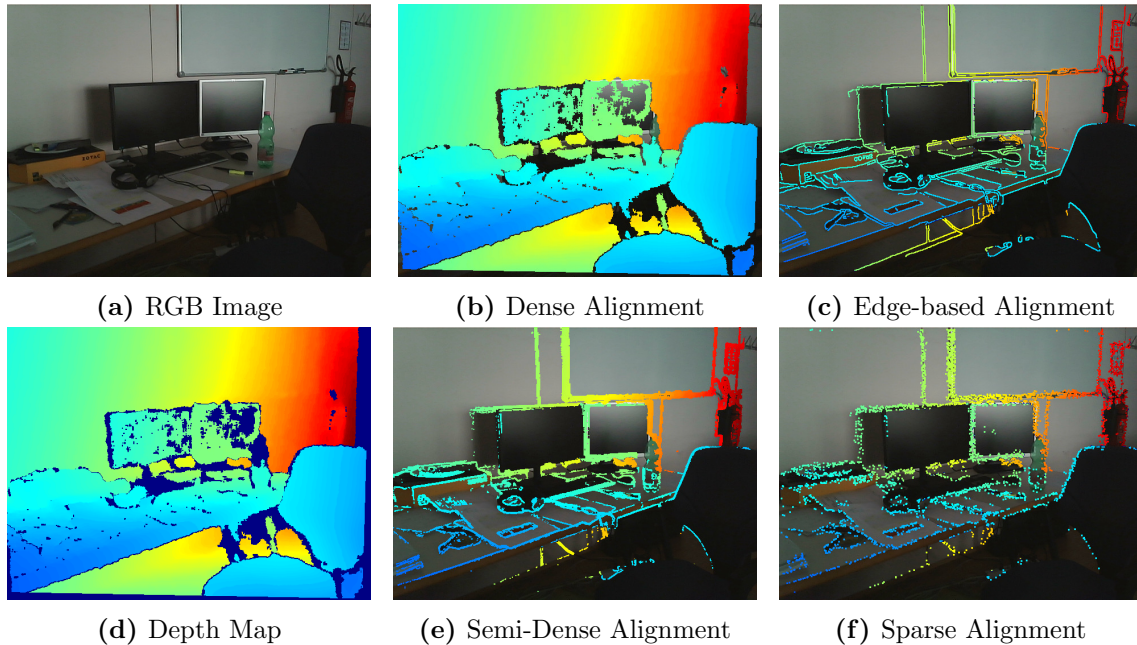 (a) RGB Image
(b) Dense Alignment
(c) Edge-based Alignment
(d) Depth Map
(e) Semi-Dense Alignment
(f) Sparse Alignment